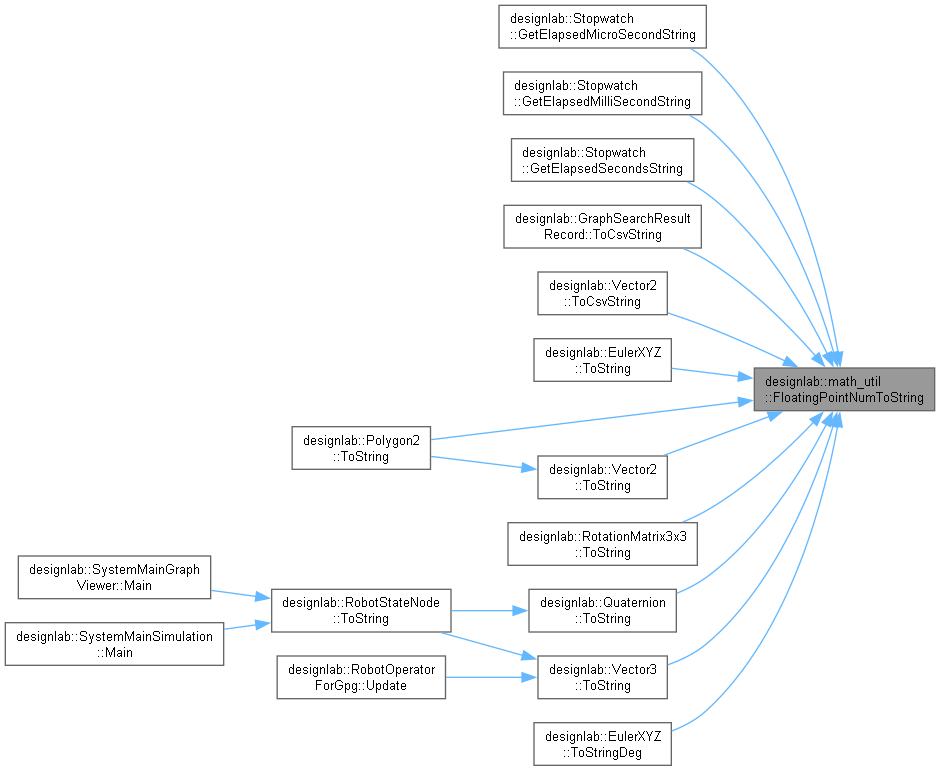 designlab::Stopwatch
::GetElapsedMicroSecondString
designlab::Stopwatch
::GetElapsedMilliSecondString
designlab::Stopwatch
::GetElapsedSecondsString
designlab::GraphSearchResult
Record::ToCsvString
designlab::Vector2
::ToCsvString
designlab::EulerXYZ
::ToString
designlab::math_util
::FloatingPointNumToString
designlab::Polygon2
::ToString
designlab::Vector2
::ToString
designlab::RotationMatrix3x3
::ToString
designlab::SystemMainGraph
Viewer::Main
designlab::RobotStateNode
::ToString
designlab::Quaternion
::ToString
designlab::SystemMainSimulation
::Main
designlab::RobotOperator
ForGpg::Update
designlab::Vector3
::ToString
designlab::EulerXYZ
::ToStringDeg